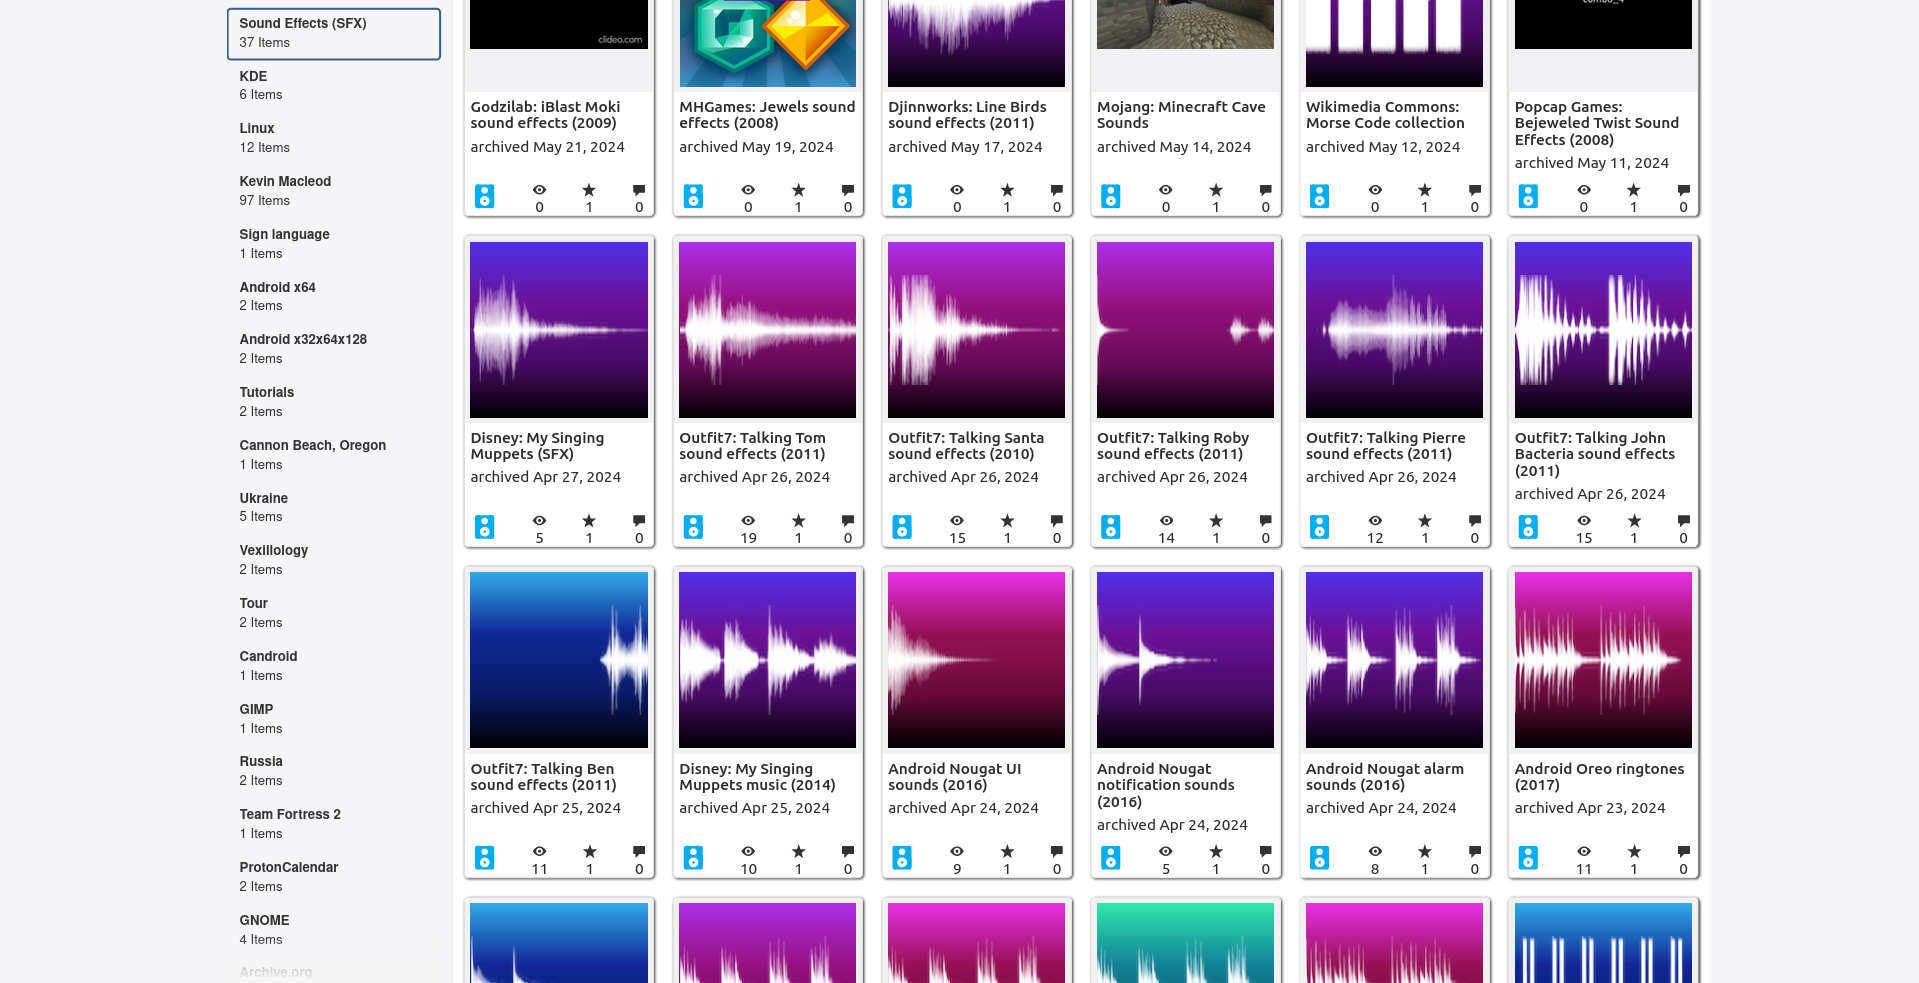 Sound Effects (SFX)
37 Items
KDE
6 Items
Linux
12 Items
Kevin Macleod
97 Items
Sign language
1 Items
Android x64
2 Items
Android x32x64x128
2 Items
Tutorials
2 Items
Cannon Beach, Oregon
1 Items
Ukraine
5 Items
Vexillology
2 Items
Tour
2 Items
Candroid
1 Items
GIMP
1 Items
Russia
2 Items
Team Fortress 2
1 Items
ProtonCalendar
2 Items
GNOME
4 Items
Archive.org
clideo.com
Godzilab: iBlast Moki
sound effects (2009)
archived May 21, 2024
0 1 0
MHGames: Jewels sound
effects (2008)
archived May 19, 2024
0 1 0
Djinnworks: Line Birds
sound effects (2011)
archived May 17, 2024
0 1 0
Mojang: Minecraft Cave
Sounds
archived May 14, 2024
0 1 0
Wikimedia Commons:
Morse Code collection
archived May 12, 2024
0 1 0
Popcap Games:
Bejeweled Twist Sound
Effects (2008)
archived May 11, 2024
0 1 0
Disney: My Singing
Muppets (SFX)
archived Apr 27, 2024
5 1 0
Outfit7: Talking Tom
sound effects (2011)
archived Apr 26, 2024
19 1 0
Outfit7: Talking Santa
sound effects (2010)
archived Apr 26, 2024
15 1 0
Outfit7: Talking Roby
sound effects (2011)
archived Apr 26, 2024
14 1 0
Outfit7: Talking Pierre
sound effects (2011)
archived Apr 26, 2024
12 1 0
Outfit7: Talking John
Bacteria sound effects
(2011)
archived Apr 26, 2024
15 1 0
Outfit7: Talking Ben
sound effects (2011)
archived Apr 25, 2024
11 1 0
Disney: My Singing
Muppets music (2014)
archived Apr 25, 2024
10 1 0
Android Nougat UI
sounds (2016)
archived Apr 24, 2024
9 1 0
Android Nougat
notification sounds
(2016)
archived Apr 24, 2024
5 1 0
Android Nougat alarm
sounds (2016)
archived Apr 24, 2024
8 1 0
Android Oreo ringtones
(2017)
archived Apr 23, 2024
11 1 0